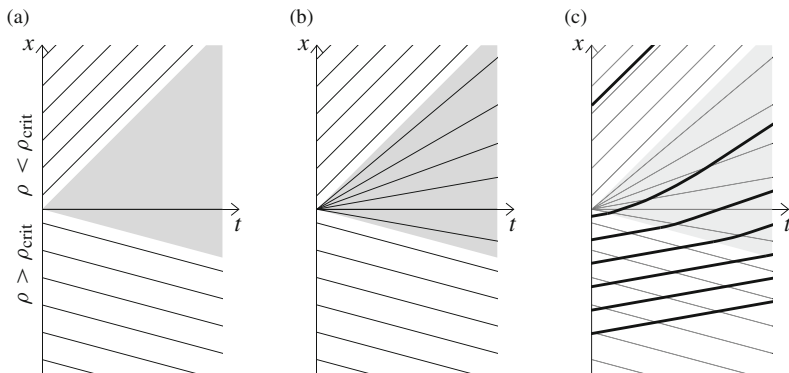 (a)
x
ρ < ρcrit
ρ > ρcrit
t
(b)
x
t
(c)
x
t